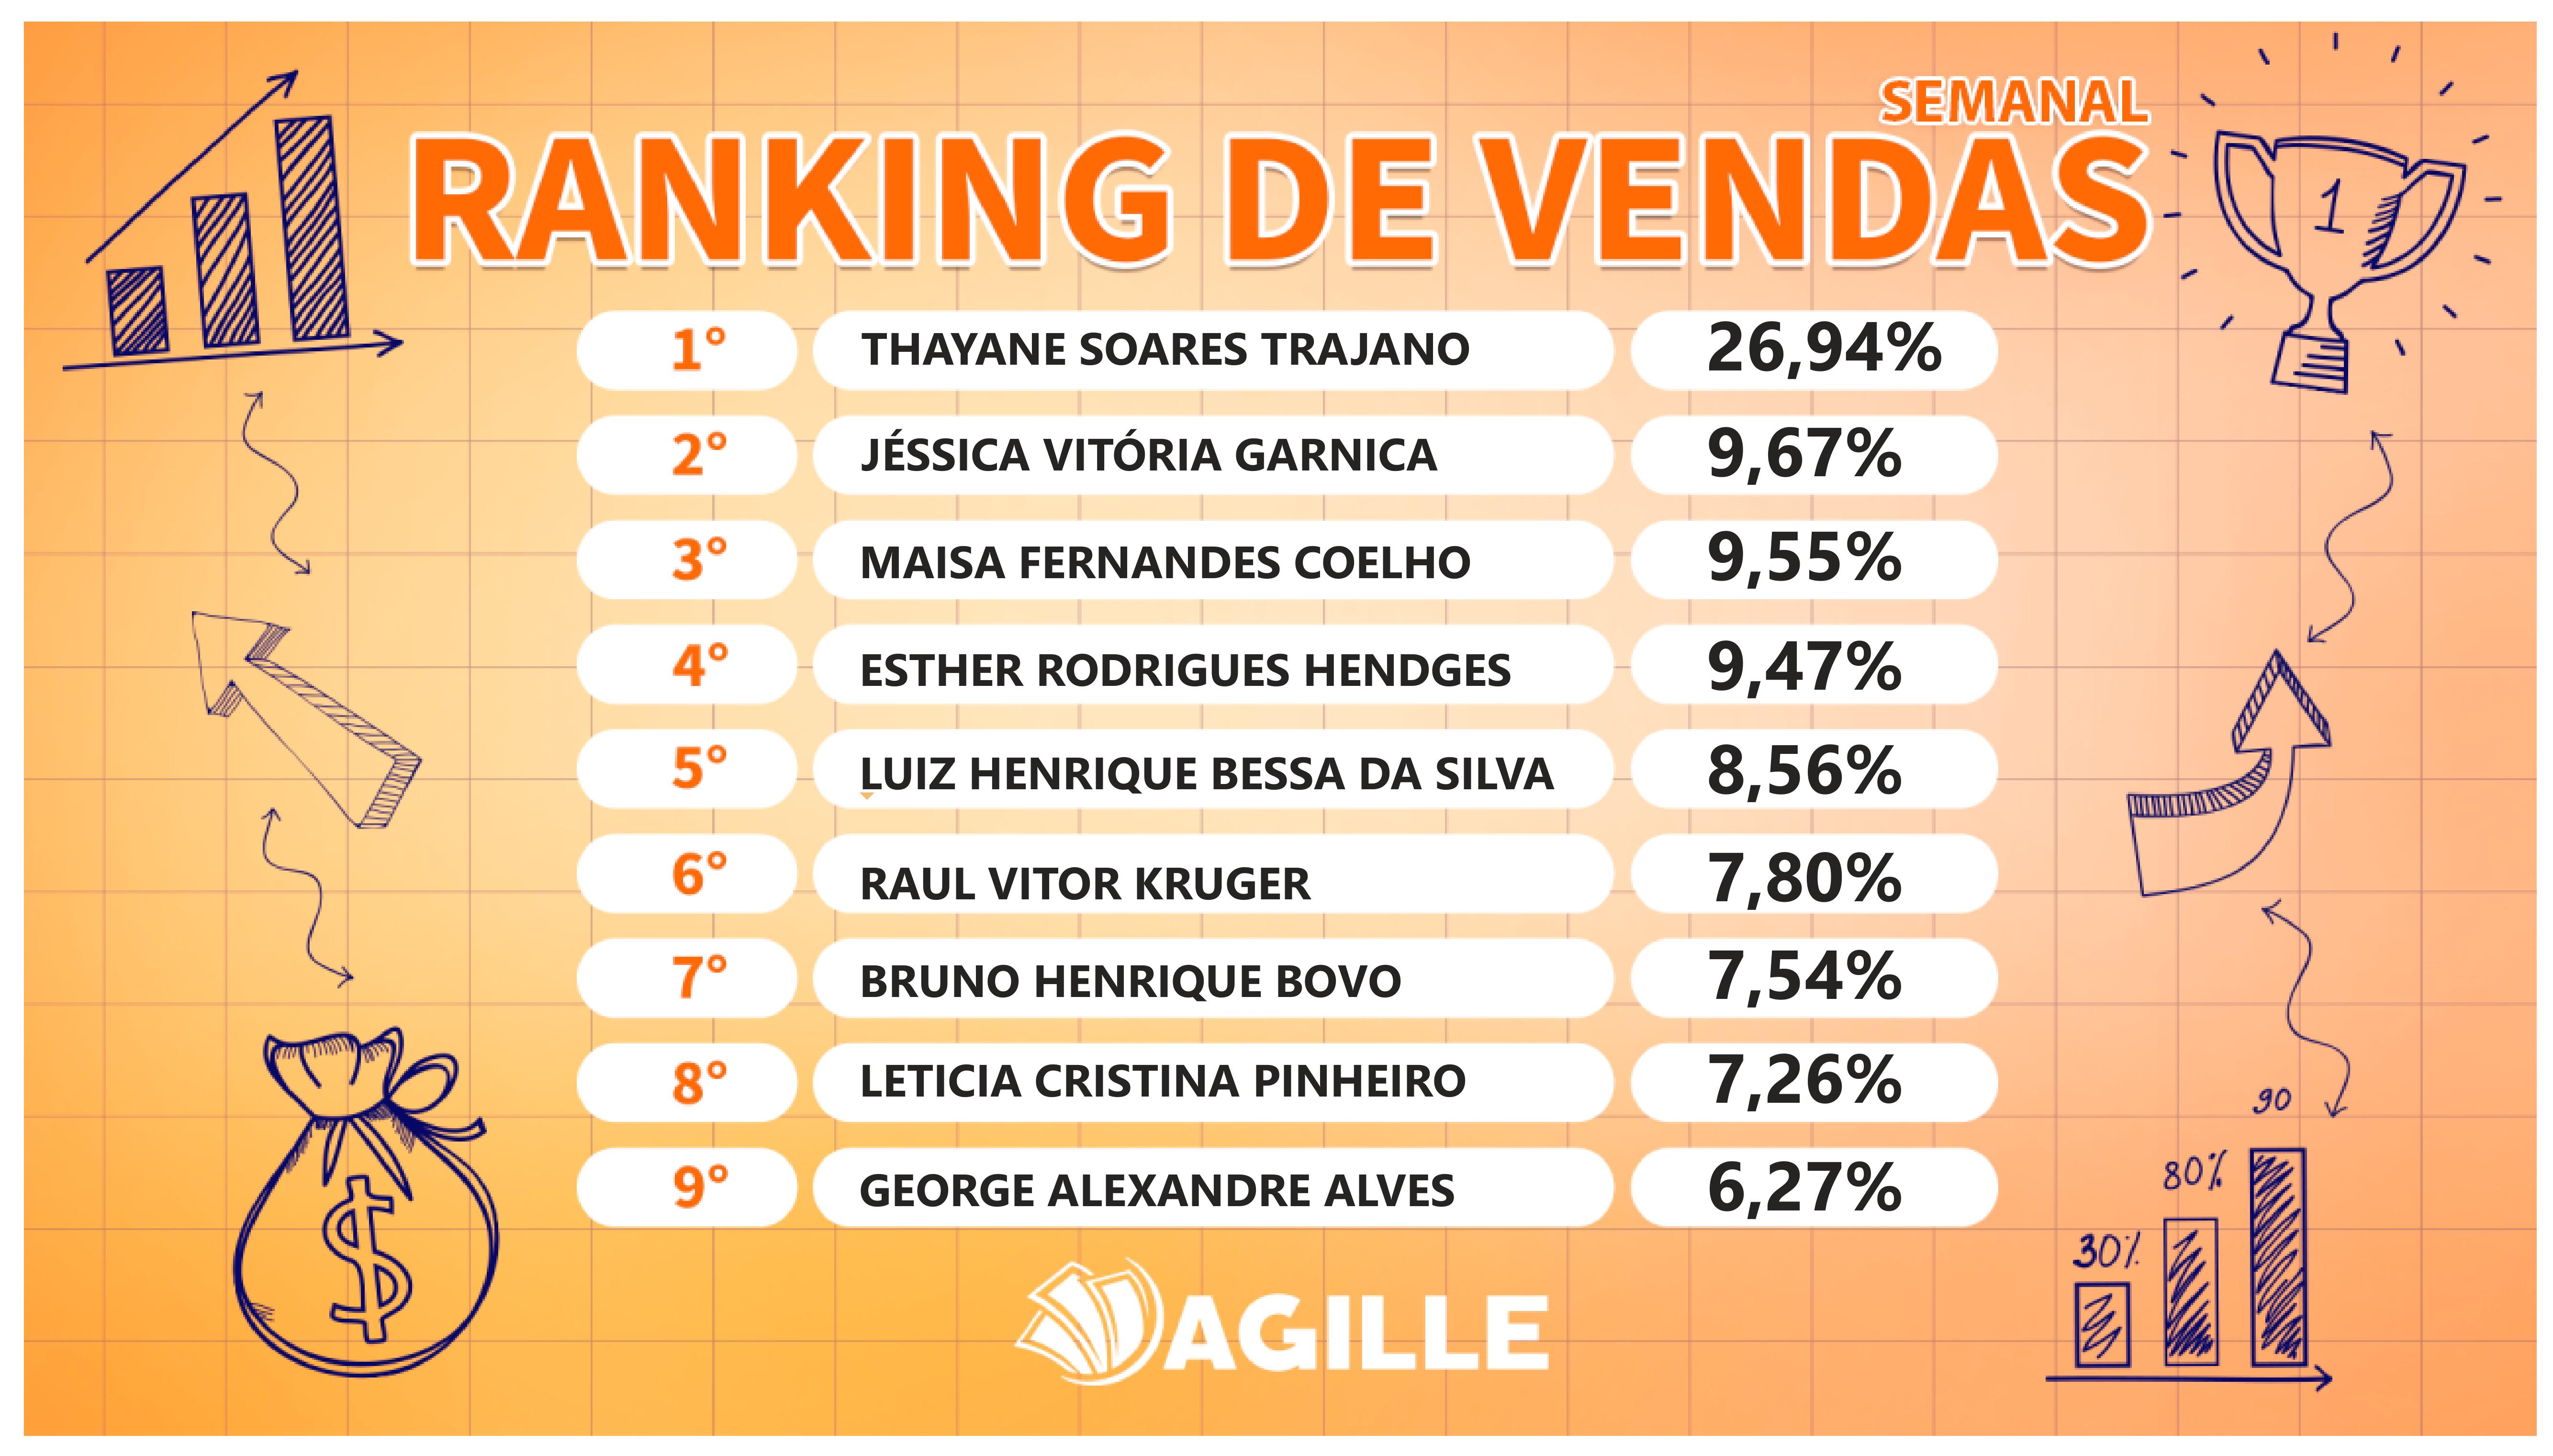 SEMANAL
RANKING DE VENDAS
1
1° THAYANE SOARES TRAJANO 26,94%
2° JÉSSICA VITÓRIA GARNICA 9,67%
3° MAISA FERNANDES COELHO 9,55%
4° ESTHER RODRIGUES HENDGES 9,47%
5° LUIZ HENRIQUE BESSA DA SILVA 8,56%
6° RAUL VITOR KRUGER 7,80%
7° BRUNO HENRIQUE BOVO 7,54%
8° LETICIA CRISTINA PINHEIRO 7,26%
9° GEORGE ALEXANDRE ALVES 6,27%
$
90
80%
30%
AGILLE